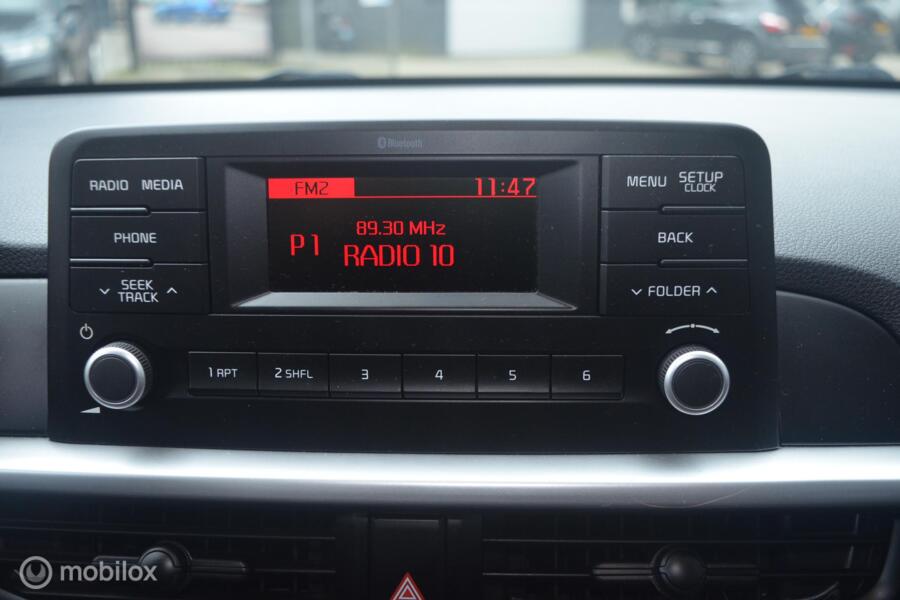 Bluetooth
RADIO MEDIA
PHONE
SEEK
TRACK
FM2 11:47
89.30 MHz
P1 RADIO 10
MENU SETUP
CLOCK
BACK
FOLDER
1 RPT 2 SHFL 3 4 5 6
mobilox